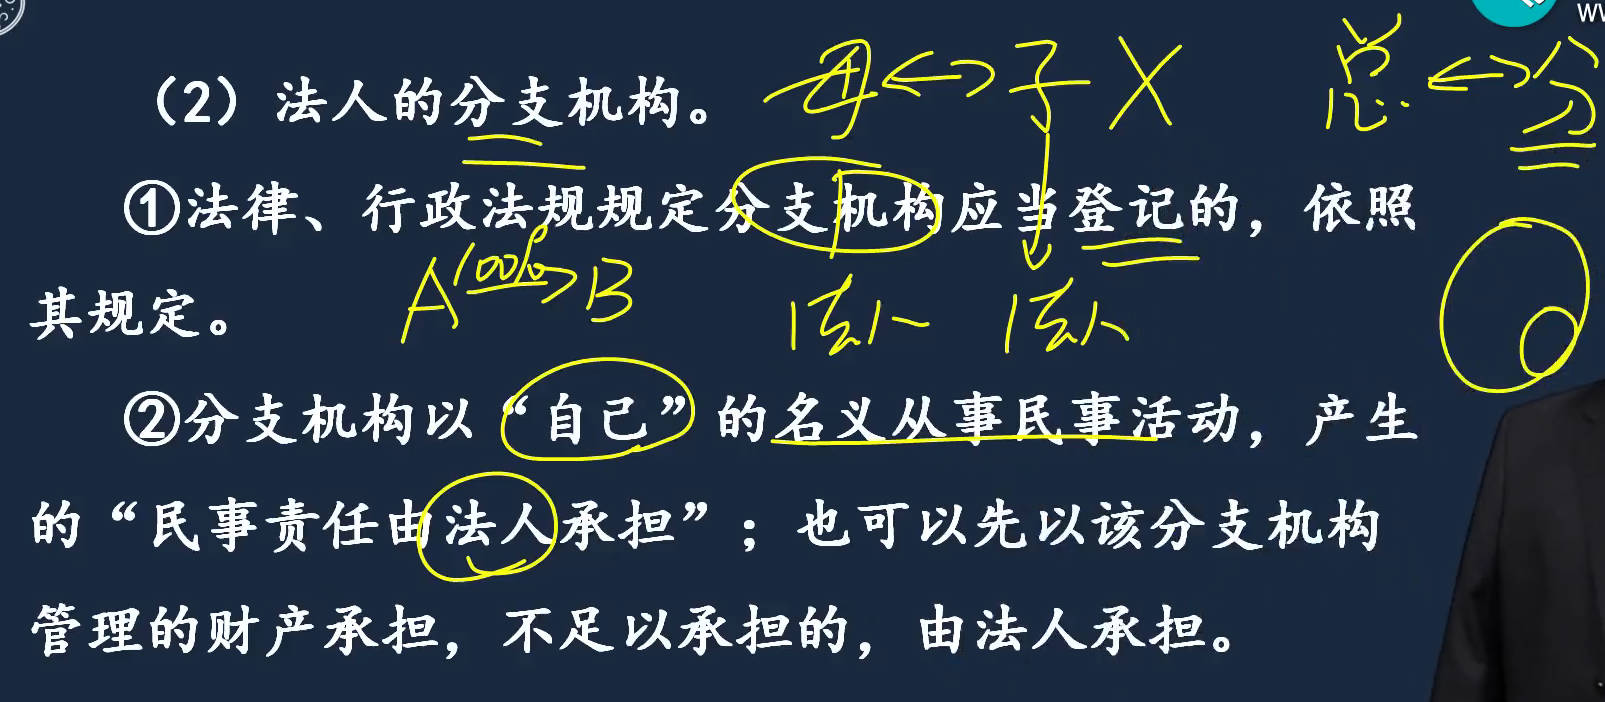 母 ↔ 子 X 总 ↔ 分
（2）法人的分支机构。
①法律、行政法规规定分支机构应当登记的，依照
A 100% B 法人 法人
其规定。
②分支机构以“自己”的名义从事民事活动，产生
的“民事责任由法人承担”；也可以先以该分支机构
管理的财产承担，不足以承担的，由法人承担。